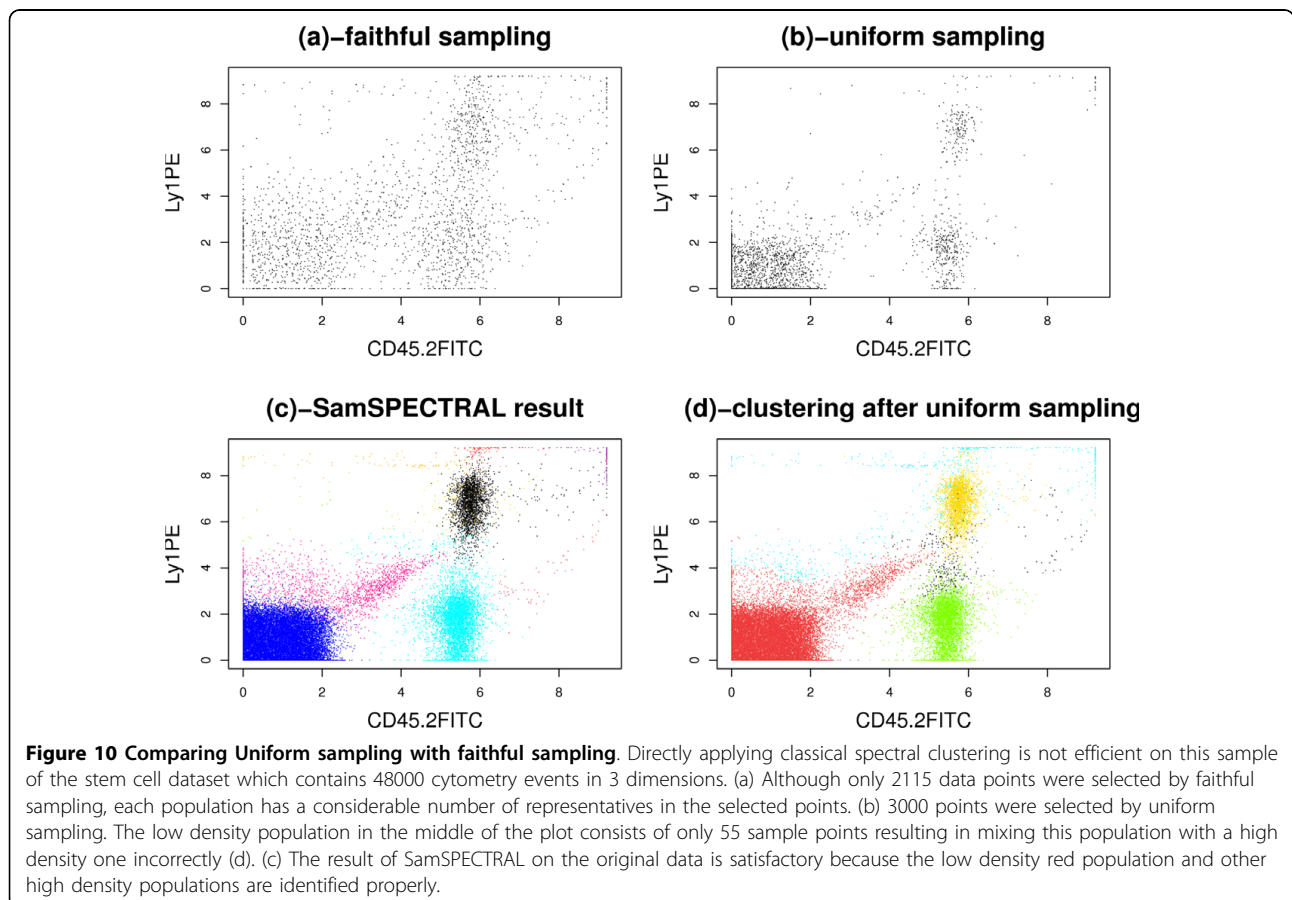 (a)–faithful sampling
(b)–uniform sampling
Ly1PE
8
6
4
2
0
0 2 4 6 8
CD45.2FITC
Ly1PE
8
6
4
2
0
0 2 4 6 8
CD45.2FITC
(c)–SamSPECTRAL result
(d)–clustering after uniform sampling
Ly1PE
8
6
4
2
0
0 2 4 6 8
CD45.2FITC
Ly1PE
8
6
4
2
0
0 2 4 6 8
CD45.2FITC
Figure 10 Comparing Uniform sampling with faithful sampling. Directly applying classical spectral clustering is not efficient on this sample
of the stem cell dataset which contains 48000 cytometry events in 3 dimensions. (a) Although only 2115 data points were selected by faithful
sampling, each population has a considerable number of representatives in the selected points. (b) 3000 points were selected by uniform
sampling. The low density population in the middle of the plot consists of only 55 sample points resulting in mixing this population with a high
density one incorrectly (d). (c) The result of SamSPECTRAL on the original data is satisfactory because the low density red population and other
high density populations are identified properly.